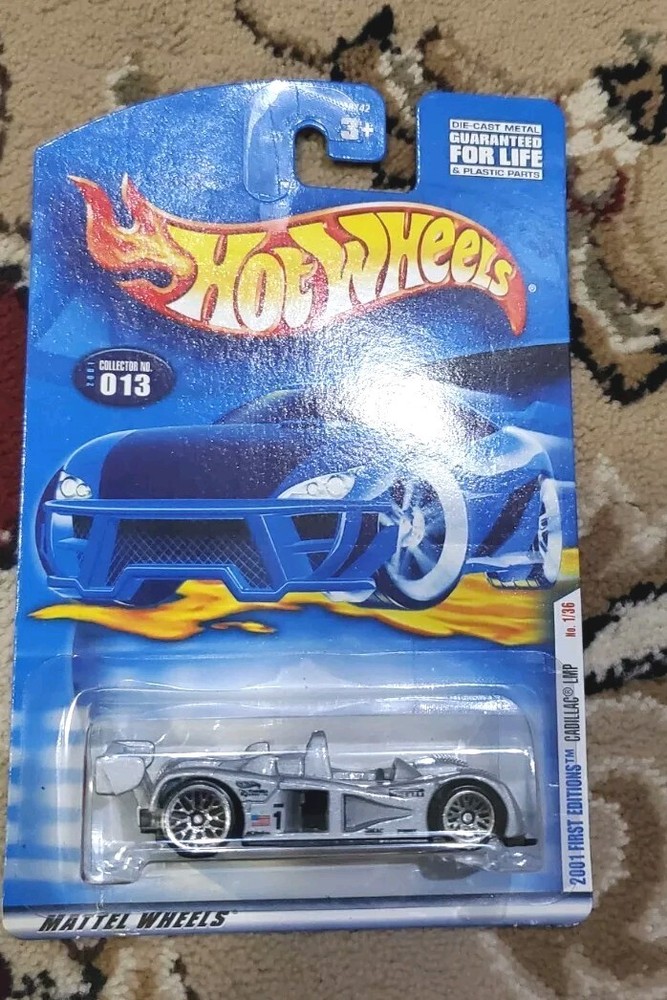 3+
DIE-CAST METAL
GUARANTEED
FOR LIFE
& PLASTIC PARTS
HOT WHEELS®
2001
COLLECTOR NO.
013
No. 1/36
2001 FIRST EDITIONS™ CADILLAC® LMP
1
MATTEL WHEELS